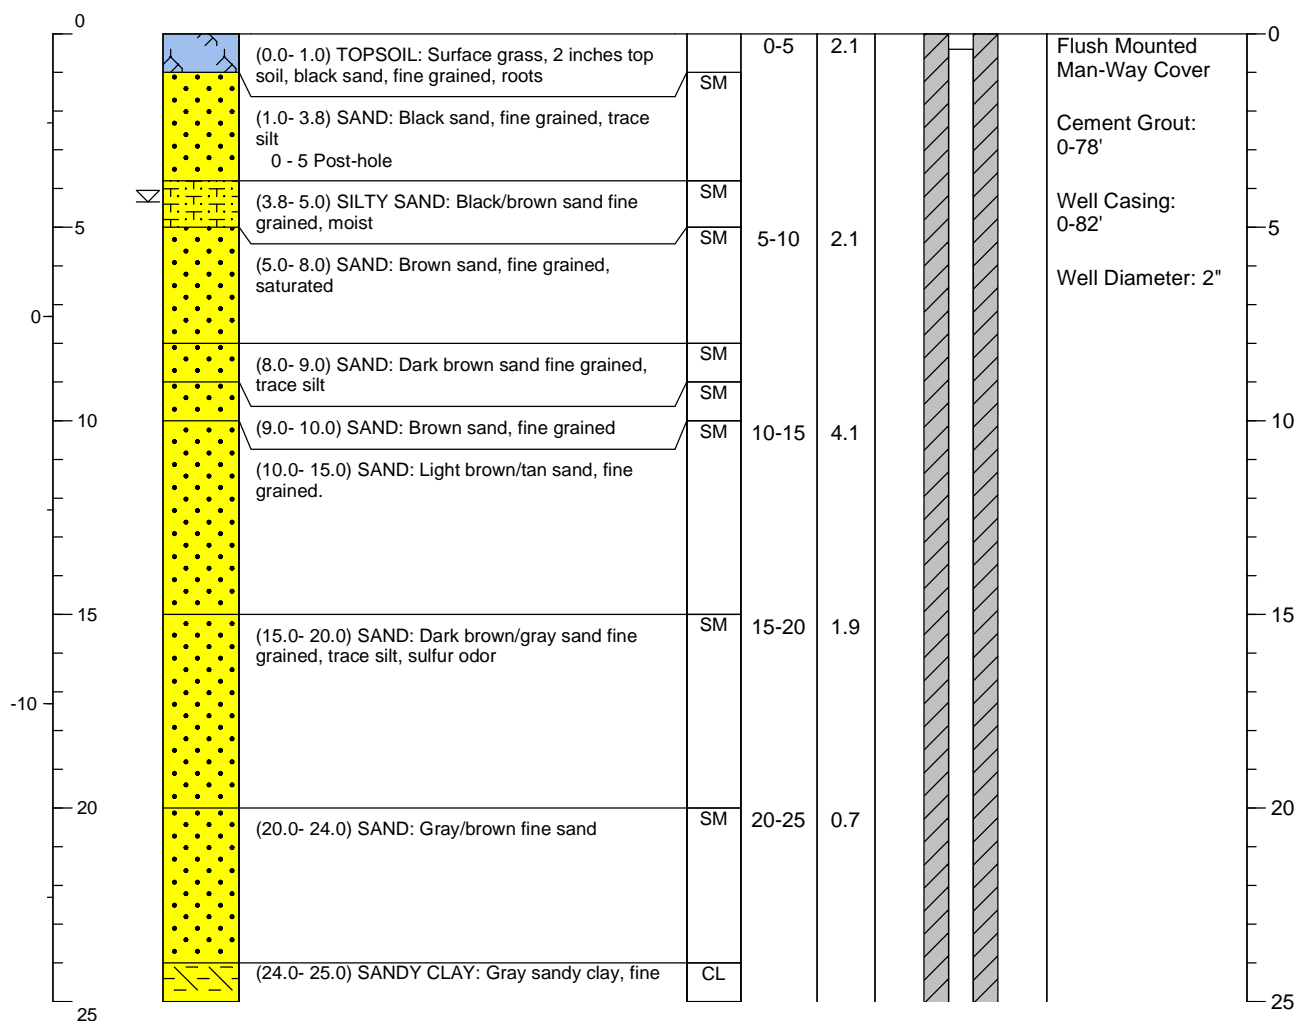 0
0-5
2.1
0
Flush Mounted
Man-Way Cover
(0.0- 1.0) TOPSOIL: Surface grass, 2 inches top
soil, black sand, fine grained, roots
SM
(1.0- 3.8) SAND: Black sand, fine grained, trace
silt
0 - 5 Post-hole
Cement Grout:
0-78'
(3.8- 5.0) SILTY SAND: Black/brown sand fine
grained, moist
SM
Well Casing:
0-82'
5
SM
5-10
2.1
5
(5.0- 8.0) SAND: Brown sand, fine grained,
saturated
Well Diameter: 2"
0
(8.0- 9.0) SAND: Dark brown sand fine grained,
trace silt
SM
SM
10
(9.0- 10.0) SAND: Brown sand, fine grained
SM
10-15
4.1
10
(10.0- 15.0) SAND: Light brown/tan sand, fine
grained.
15
(15.0- 20.0) SAND: Dark brown/gray sand fine
grained, trace silt, sulfur odor
SM
15-20
1.9
15
-10
20
(20.0- 24.0) SAND: Gray/brown fine sand
SM
20-25
0.7
20
(24.0- 25.0) SANDY CLAY: Gray sandy clay, fine
CL
25
25